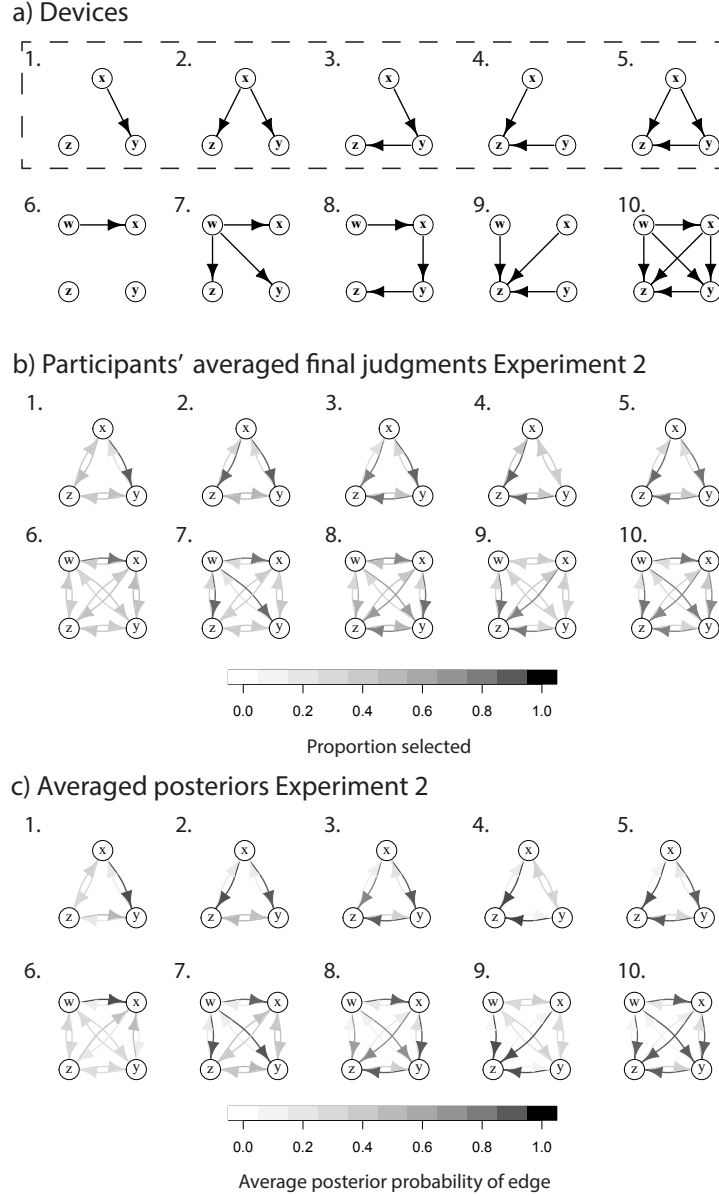 a) Devices
1. 2. 3. 4. 5.
x x x x x
z y z y z y z y z y
6. 7. 8. 9. 10.
w x w x w x w x w x
z y z y z y z y z y
b) Participants' averaged final judgments Experiment 2
1. 2. 3. 4. 5.
x x x x x
z y z y z y z y z y
6. 7. 8. 9. 10.
w x w x w x w x w x
z y z y z y z y z y
0.0 0.2 0.4 0.6 0.8 1.0
Proportion selected
c) Averaged posteriors Experiment 2
1. 2. 3. 4. 5.
x x x x x
z y z y z y z y z y
6. 7. 8. 9. 10.
w x w x w x w x w x
z y z y z y z y z y
0.0 0.2 0.4 0.6 0.8 1.0
Average posterior probability of edge